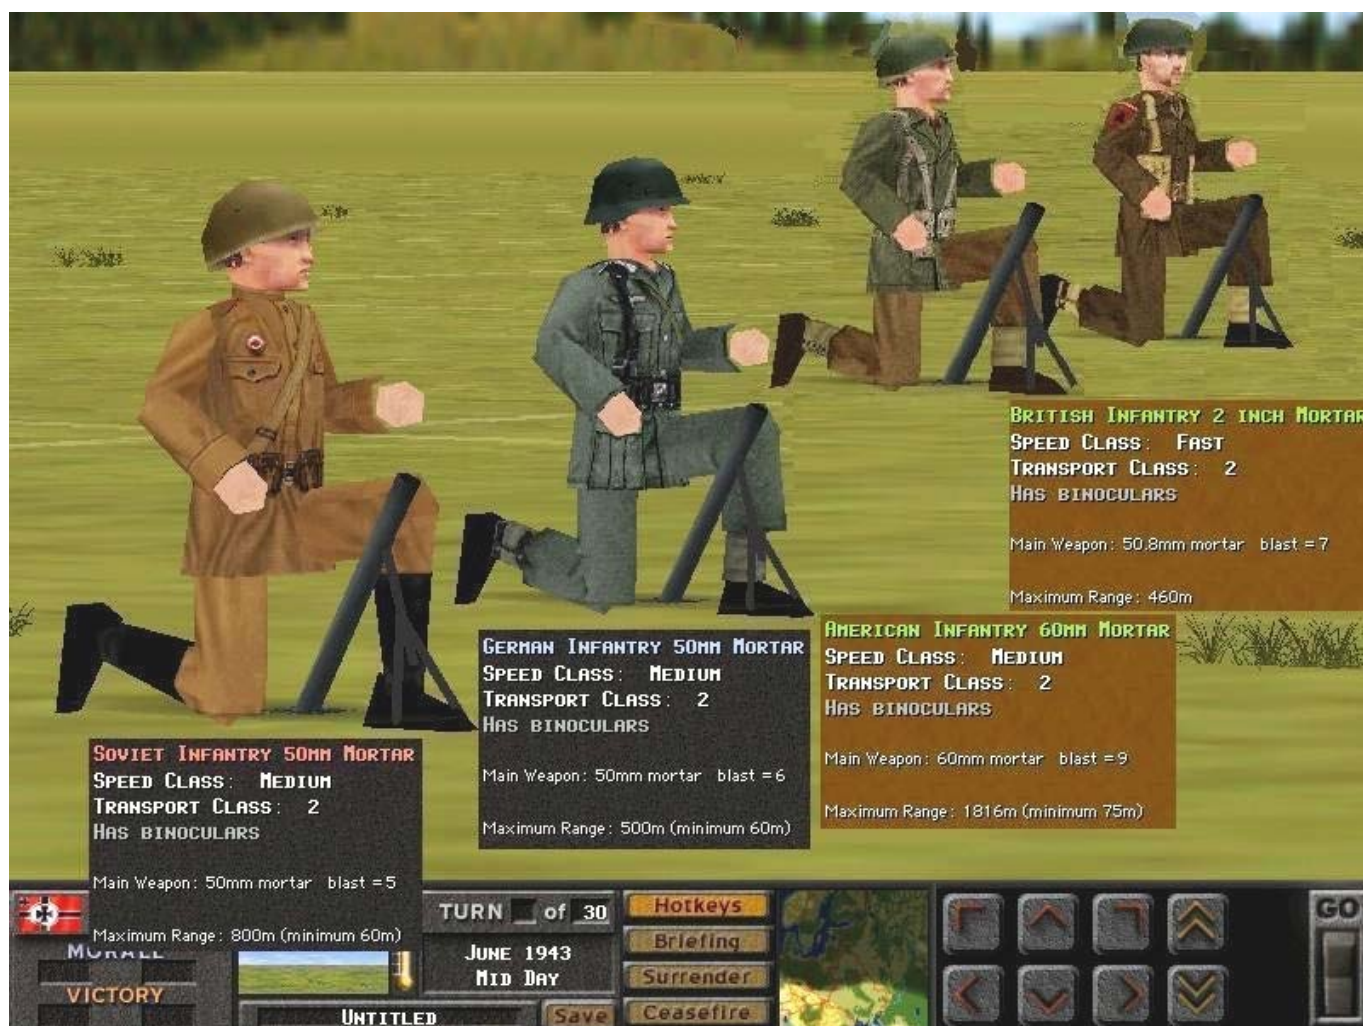 BRITISH INFANTRY 2 INCH MORTAR
SPEED CLASS: FAST
TRANSPORT CLASS: 2
HAS BINOCULARS
Main Weapon: 50.8mm mortar blast = 7
Maximum Range: 460m
AMERICAN INFANTRY 60MM MORTAR
SPEED CLASS: MEDIUM
TRANSPORT CLASS: 2
HAS BINOCULARS
Main Weapon: 60mm mortar blast = 9
Maximum Range: 1816m (minimum 75m)
GERMAN INFANTRY 50MM MORTAR
SPEED CLASS: MEDIUM
TRANSPORT CLASS: 2
HAS BINOCULARS
Main Weapon: 50mm mortar blast = 6
Maximum Range: 500m (minimum 60m)
SOVIET INFANTRY 50MM MORTAR
SPEED CLASS: MEDIUM
TRANSPORT CLASS: 2
HAS BINOCULARS
Main Weapon: 50mm mortar blast = 5
Maximum Range: 800m (minimum 60m)
MORALE
VICTORY
TURN of 30
JUNE 1943
MID DAY
UNTITLED
Save
Hotkeys
Briefing
Surrender
Ceasefire
GO